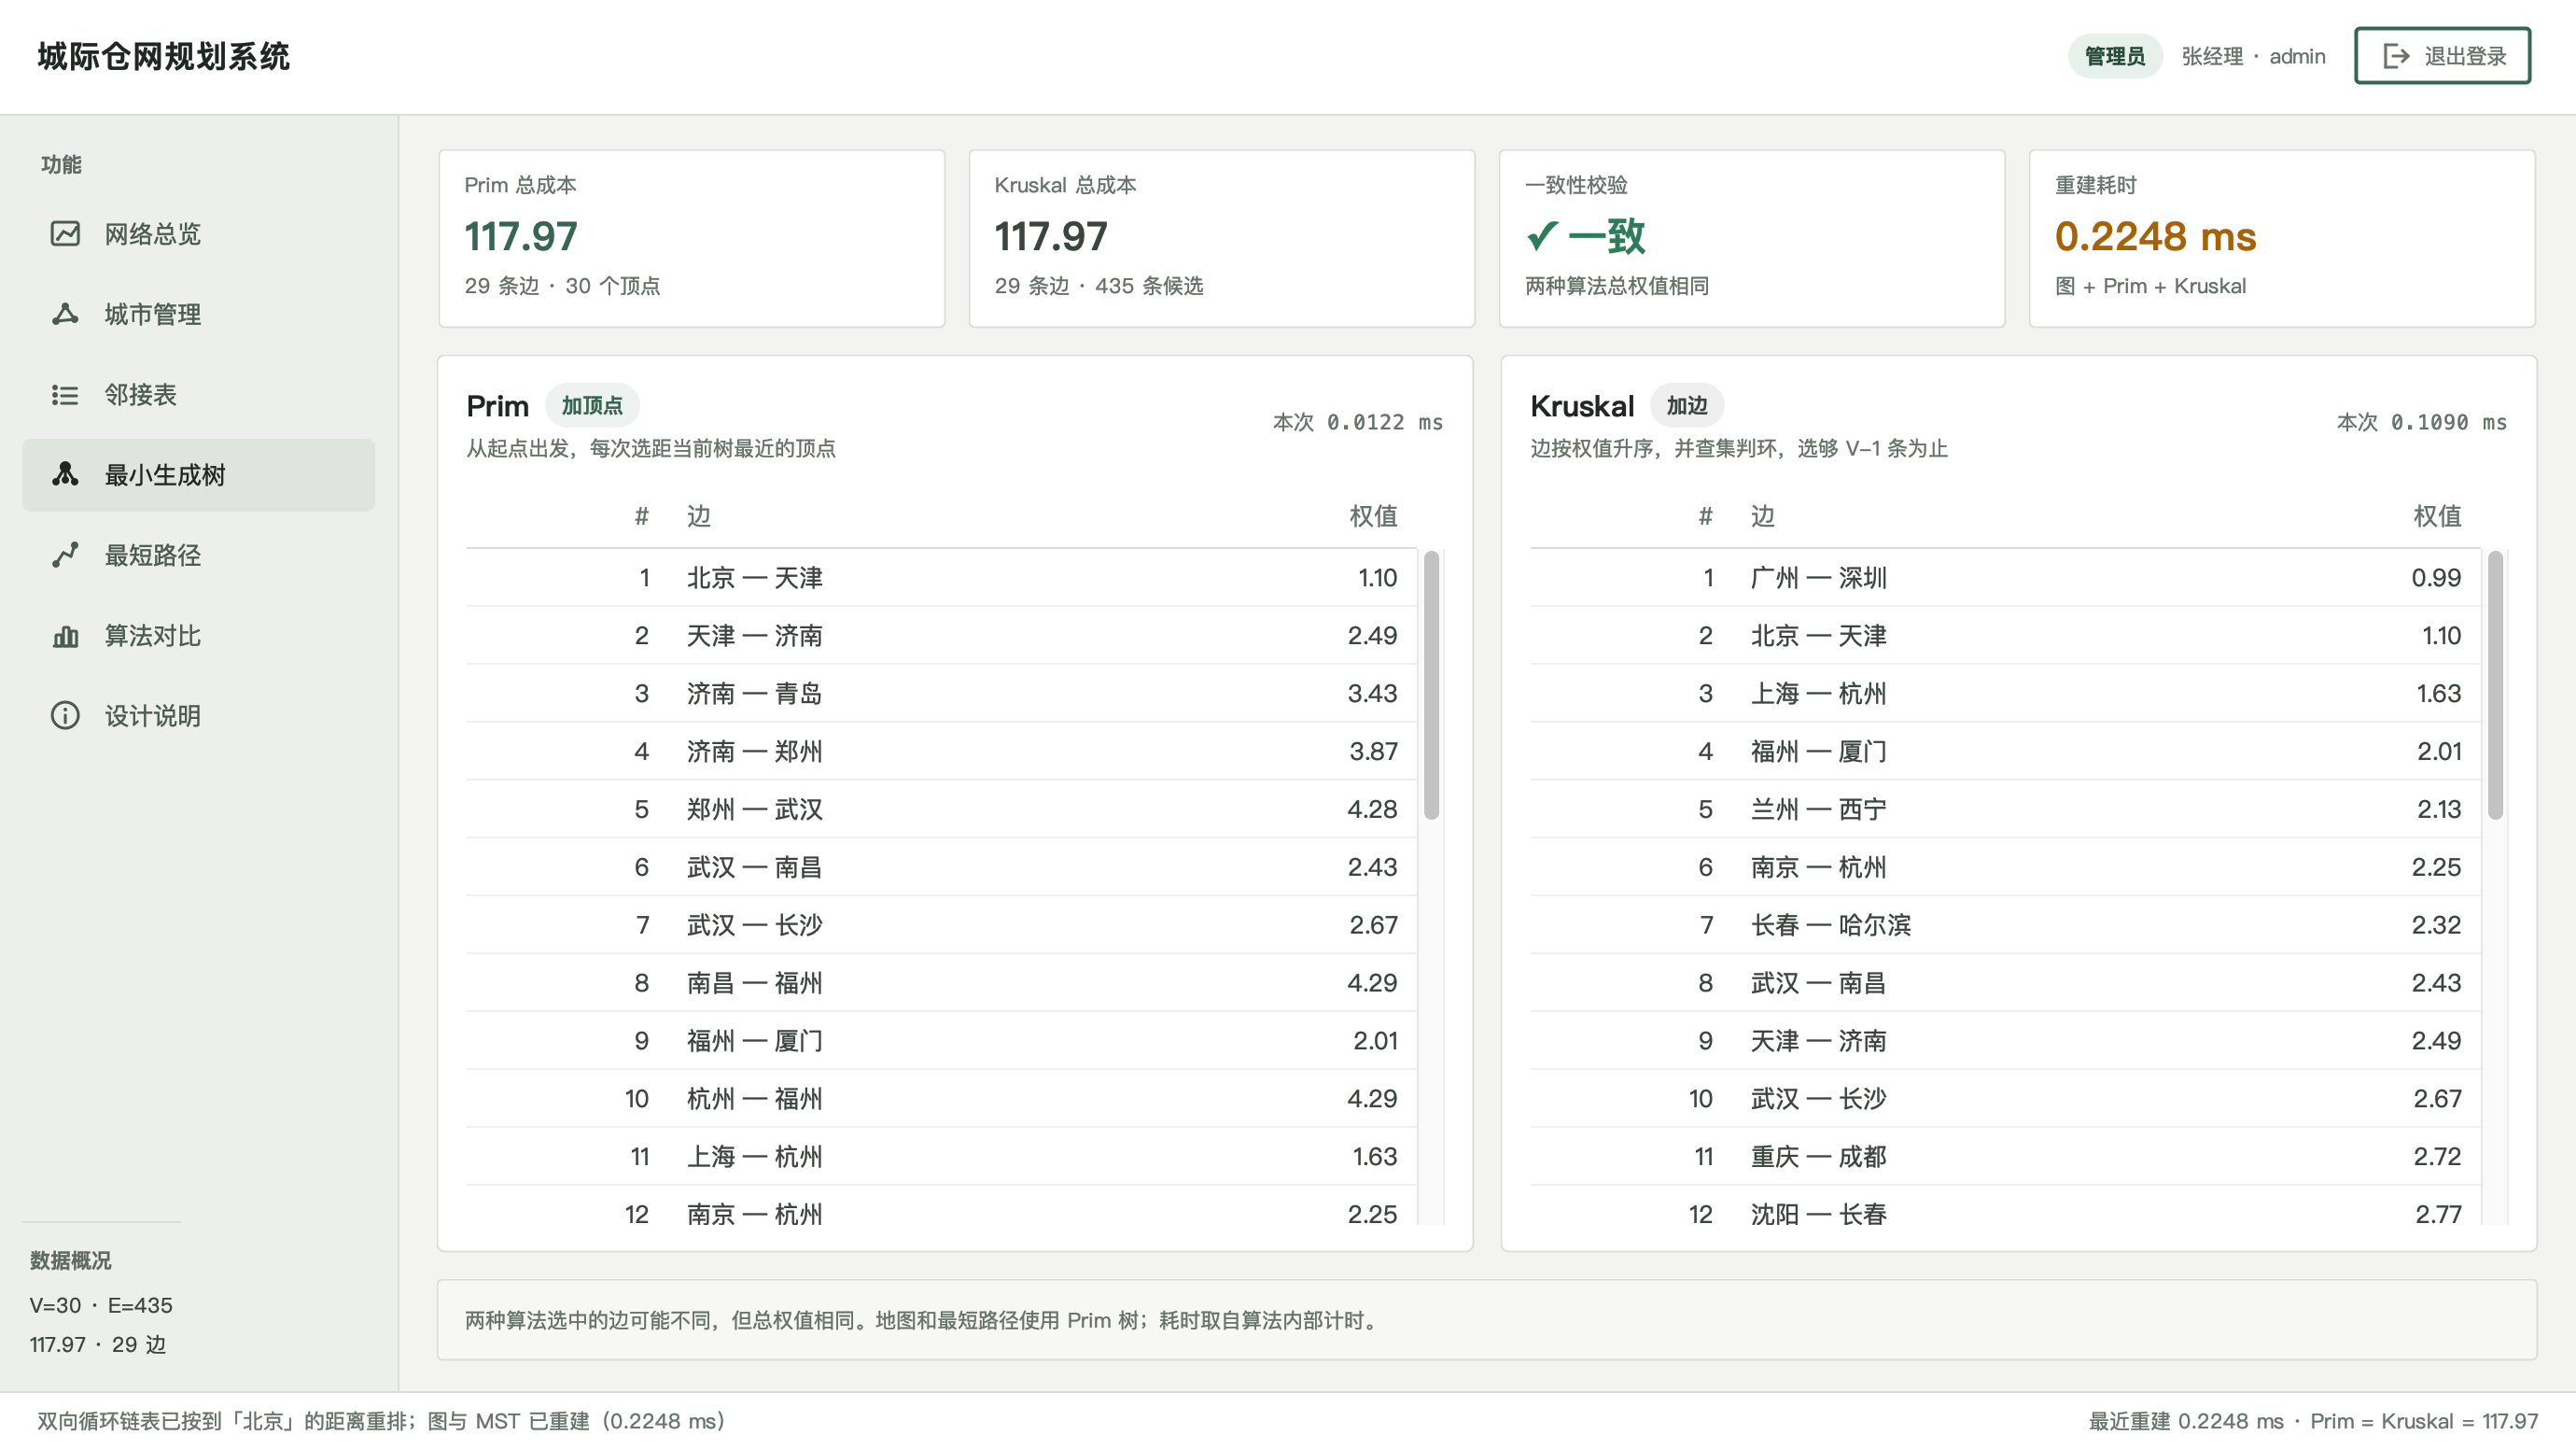 城际仓网规划系统
管理员 张经理 · admin 退出登录
功能
网络总览
城市管理
邻接表
最小生成树
最短路径
算法对比
设计说明
数据概况
V=30 · E=435
117.97 · 29 边
Prim 总成本
117.97
29 条边 · 30 个顶点
Kruskal 总成本
117.97
29 条边 · 435 条候选
一致性校验
✓ 一致
两种算法总权值相同
重建耗时
0.2248 ms
图 + Prim + Kruskal
Prim 加顶点
从起点出发，每次选距当前树最近的顶点
本次 0.0122 ms
# 边 权值
1 北京 — 天津 1.10
2 天津 — 济南 2.49
3 济南 — 青岛 3.43
4 济南 — 郑州 3.87
5 郑州 — 武汉 4.28
6 武汉 — 南昌 2.43
7 武汉 — 长沙 2.67
8 南昌 — 福州 4.29
9 福州 — 厦门 2.01
10 杭州 — 福州 4.29
11 上海 — 杭州 1.63
12 南京 — 杭州 2.25
Kruskal 加边
边按权值升序，并查集判环，选够 V−1 条为止
本次 0.1090 ms
# 边 权值
1 广州 — 深圳 0.99
2 北京 — 天津 1.10
3 上海 — 杭州 1.63
4 福州 — 厦门 2.01
5 兰州 — 西宁 2.13
6 南京 — 杭州 2.25
7 长春 — 哈尔滨 2.32
8 武汉 — 南昌 2.43
9 天津 — 济南 2.49
10 武汉 — 长沙 2.67
11 重庆 — 成都 2.72
12 沈阳 — 长春 2.77
两种算法选中的边可能不同，但总权值相同。地图和最短路径使用 Prim 树；耗时取自算法内部计时。
双向循环链表已按到「北京」的距离重排；图与 MST 已重建（0.2248 ms）
最近重建 0.2248 ms · Prim = Kruskal = 117.97